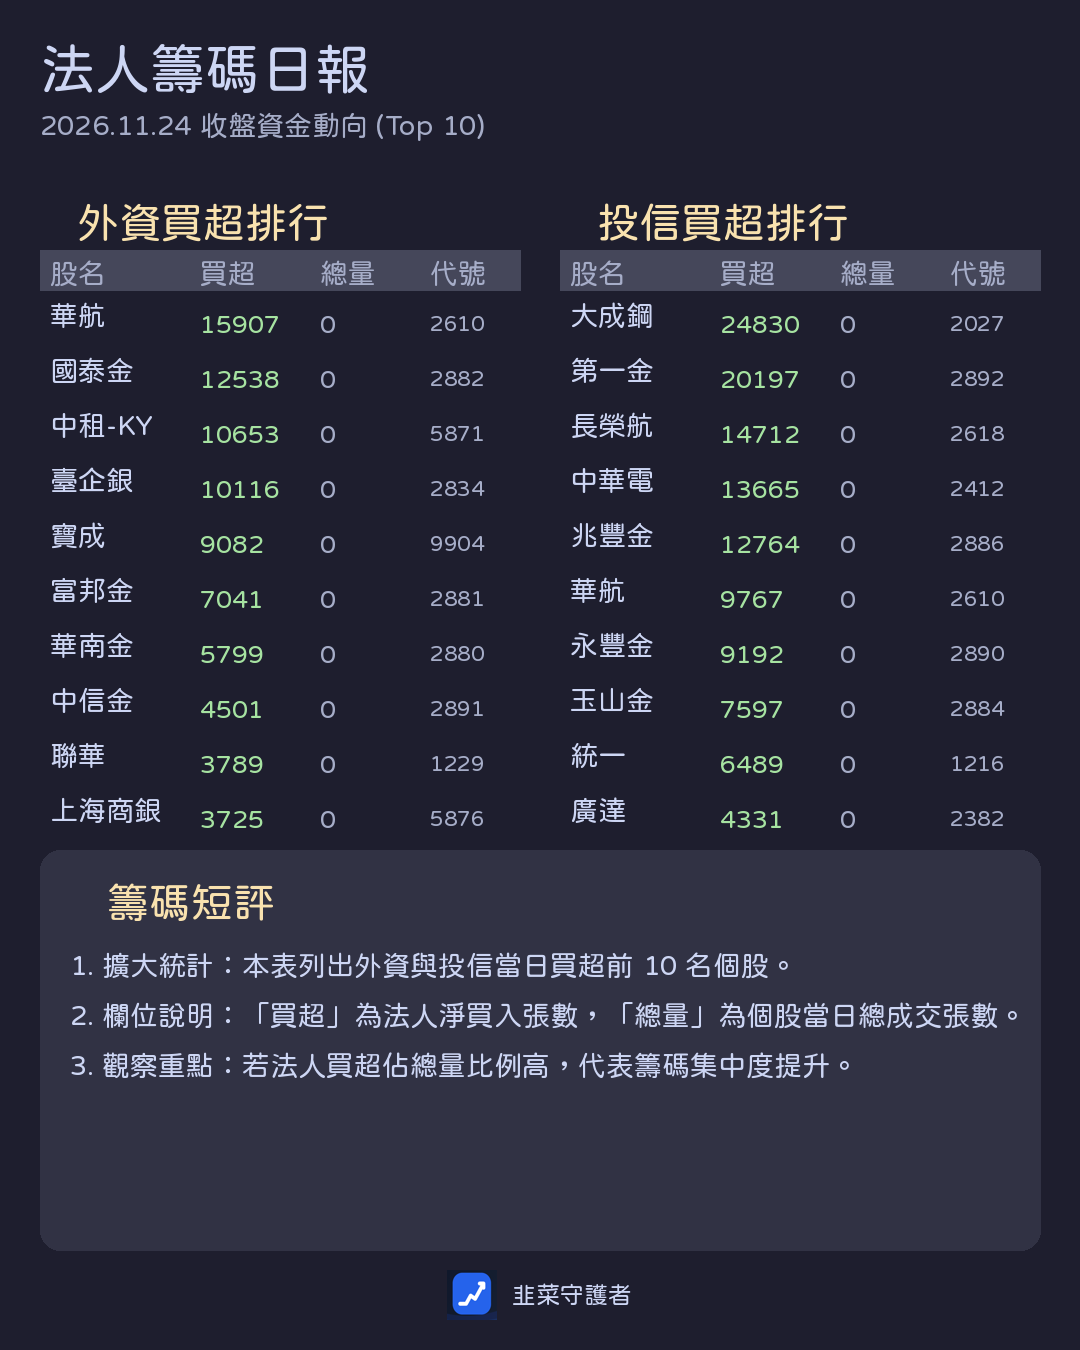 法人籌碼日報
2026.11.24 收盤資金動向 (Top 10)
外資買超排行
股名 買超 總量 代號
華航 15907 0 2610
國泰金 12538 0 2882
中租-KY 10653 0 5871
臺企銀 10116 0 2834
寶成 9082 0 9904
富邦金 7041 0 2881
華南金 5799 0 2880
中信金 4501 0 2891
聯華 3789 0 1229
上海商銀 3725 0 5876
投信買超排行
股名 買超 總量 代號
大成鋼 24830 0 2027
第一金 20197 0 2892
長榮航 14712 0 2618
中華電 13665 0 2412
兆豐金 12764 0 2886
華航 9767 0 2610
永豐金 9192 0 2890
玉山金 7597 0 2884
統一 6489 0 1216
廣達 4331 0 2382
籌碼短評
1. 擴大統計：本表列出外資與投信當日買超前 10 名個股。
2. 欄位說明：「買超」為法人淨買入張數，「總量」為個股當日總成交張數。
3. 觀察重點：若法人買超佔總量比例高，代表籌碼集中度提升。
韭菜守護者